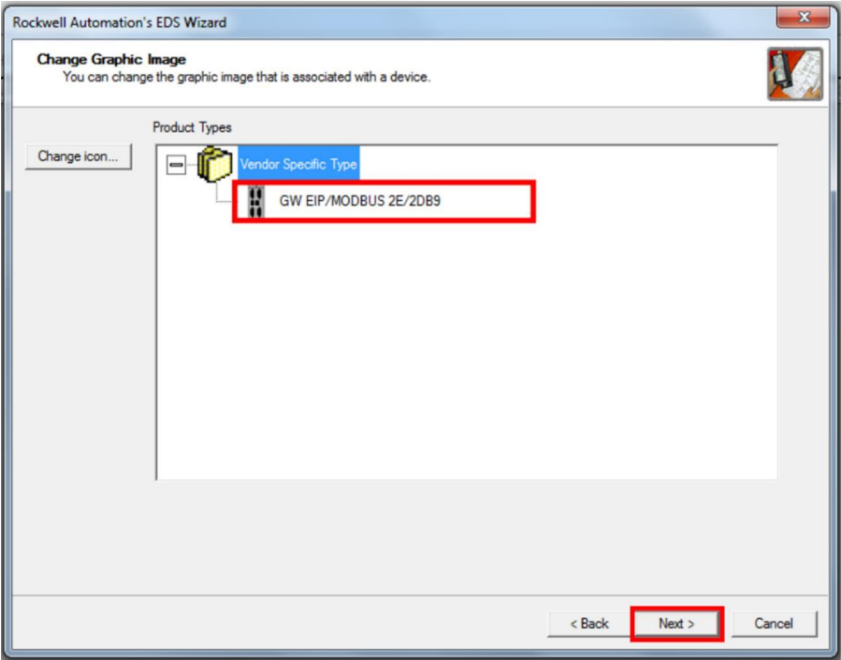 Rockwell Automation's EDS Wizard
Change Graphic Image
You can change the graphic image that is associated with a device.
Product Types
Change icon...
Vendor Specific Type
GW EIP/MODBUS 2E/2DB9
< Back
Next >
Cancel